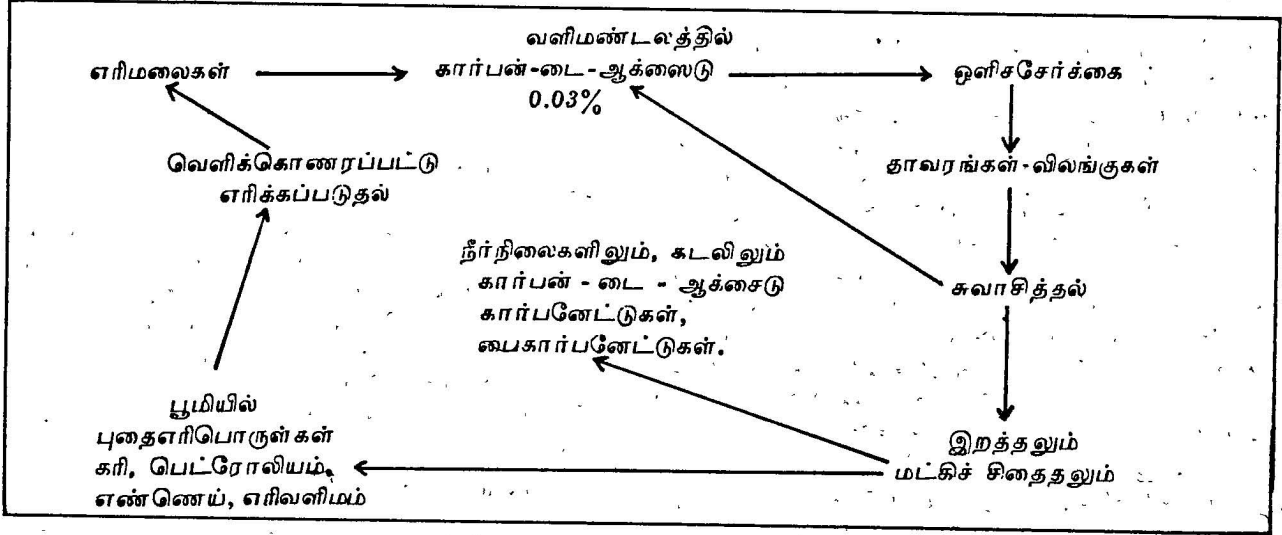 வளிமண்டலத்தில்
எரிமலைகள்
கார்பன்-டை-ஆக்ஸைடு
ஒளிச்சேர்க்கை
0.03%
தாவரங்கள்-விலங்குகள்
வெளிக்கொணரப்பட்டு
எரிக்கப்படுதல்
நீர்நிலைகளிலும், கடலிலும்
கார்பன் - டை - ஆக்சைடு
கார்பனேட்டுகள்,
பைகார்பனேட்டுகள்.
சுவாசித்தல்
பூமியில்
புதைஎரிபொருள்கள்
கரி, பெட்ரோலியம்,
எண்ணெய், எரிவளிமம்
இறத்தலும்
மட்கிச் சிதைதலும்